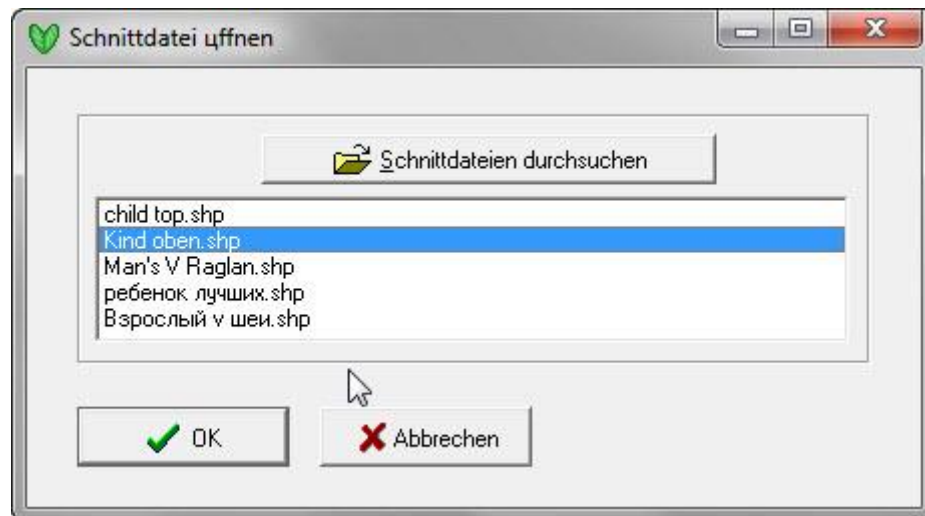 Schnittdatei цffnen
Schnittdateien durchsuchen
child top.shp
Kind oben.shp
Man's V Raglan.shp
ребенок лучших.shp
Взрослый v шеи.shp
OK
Abbrechen